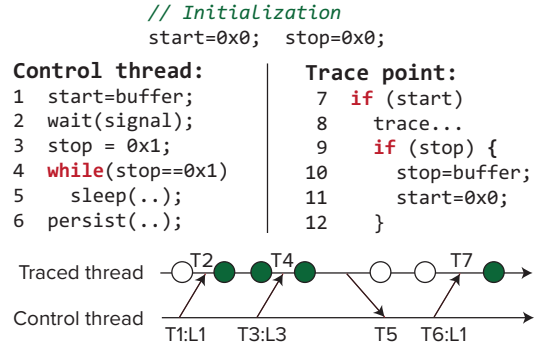 // Initialization
start=0x0; stop=0x0;
Control thread:
1 start=buffer;
2 wait(signal);
3 stop = 0x1;
4 while(stop==0x1)
5 sleep(..);
6 persist(..);
Trace point:
7 if (start)
8 trace...
9 if (stop) {
10 stop=buffer;
11 start=0x0;
12 }
T2 T4 T7
Traced thread
Control thread
T1:L1 T3:L3 T5 T6:L1